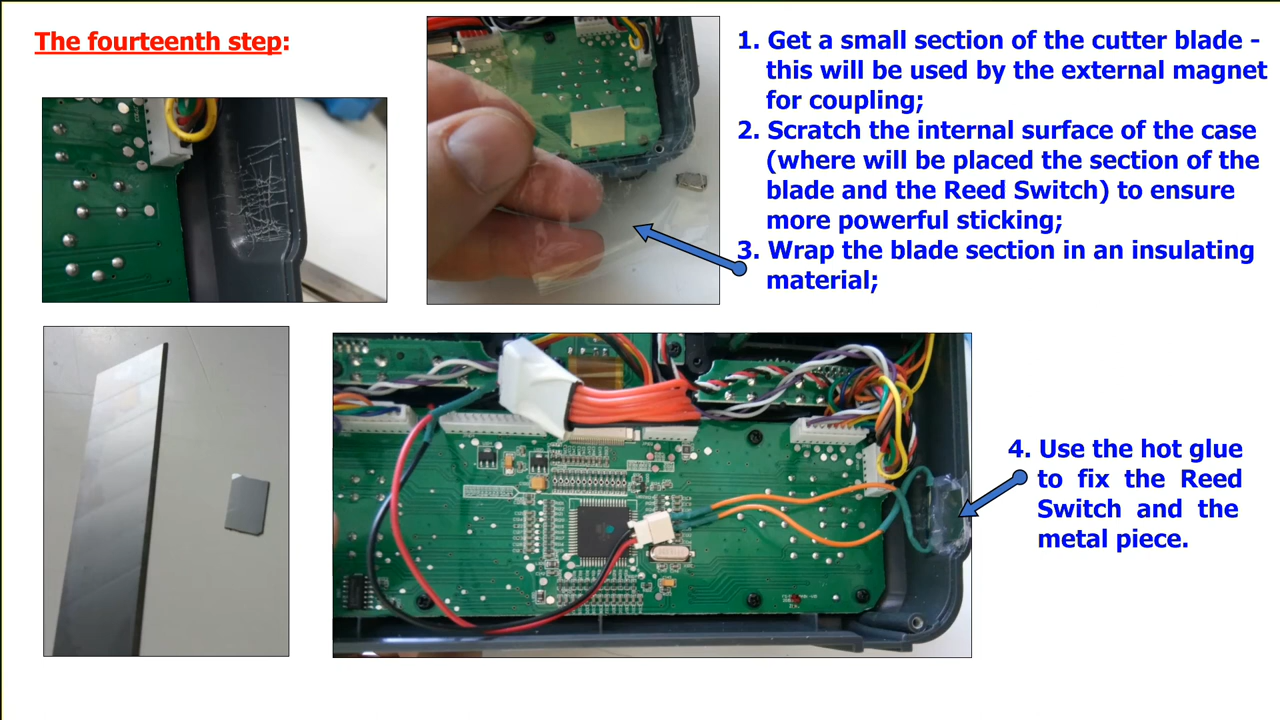 The fourteenth step:
1. Get a small section of the cutter blade -
this will be used by the external magnet
for coupling;
2. Scratch the internal surface of the case
(where will be placed the section of the
blade and the Reed Switch) to ensure
more powerful sticking;
3. Wrap the blade section in an insulating
material;
4. Use the hot glue
to fix the Reed
Switch and the
metal piece.